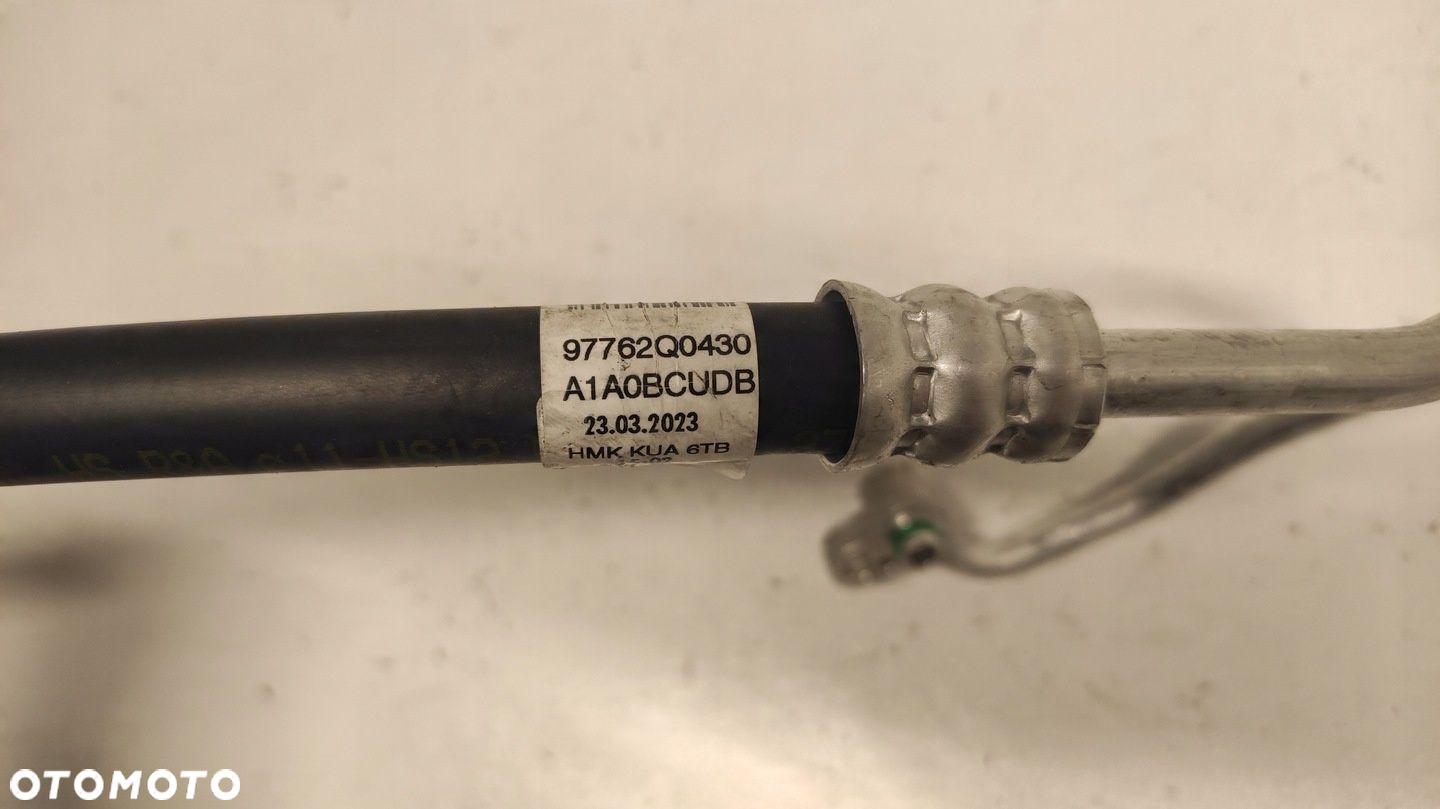 97762Q0430
A1A0BCUDB
23.03.2023
HMK KUA 6TB
OTOMOTO